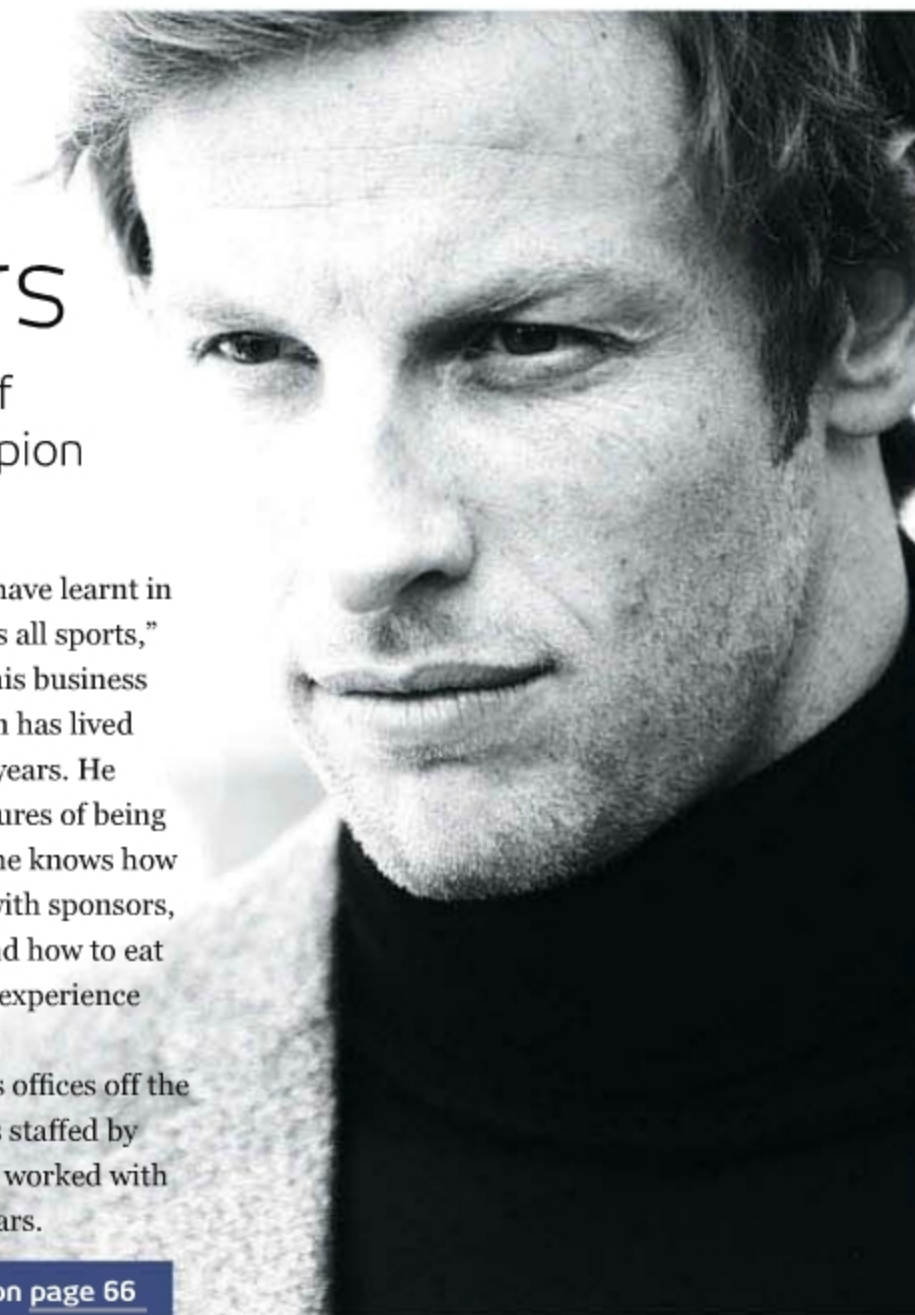 rs
f
pion
have learnt in
s all sports,”
his business
n has lived
years. He
ures of being
he knows how
with sponsors,
nd how to eat
experience
s offices off the
s staffed by
worked with
ars.
on page 66